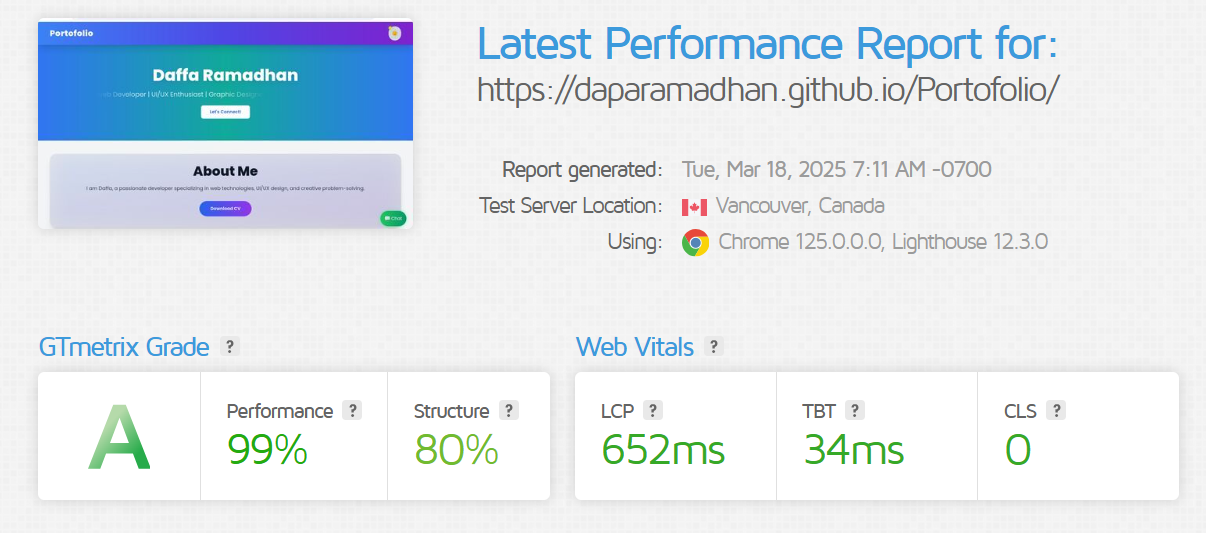 Portofolio
Daffa Ramadhan
Developer | UI/UX Enthusiast | Graphic
Let's Connect!
About Me
I am Daffa, a passionate developer specializing in web technologies, UI/UX design, and creative problem-solving.
Download CV
Chat
Latest Performance Report for:
https://daparamadhan.github.io/Portofolio/
Report generated: Tue, Mar 18, 2025 7:11 AM -0700
Test Server Location: Vancouver, Canada
Using: Chrome 125.0.0.0, Lighthouse 12.3.0
GTmetrix Grade ?
Web Vitals ?
A
Performance ?
99%
Structure ?
80%
LCP ?
652ms
TBT ?
34ms
CLS ?
0